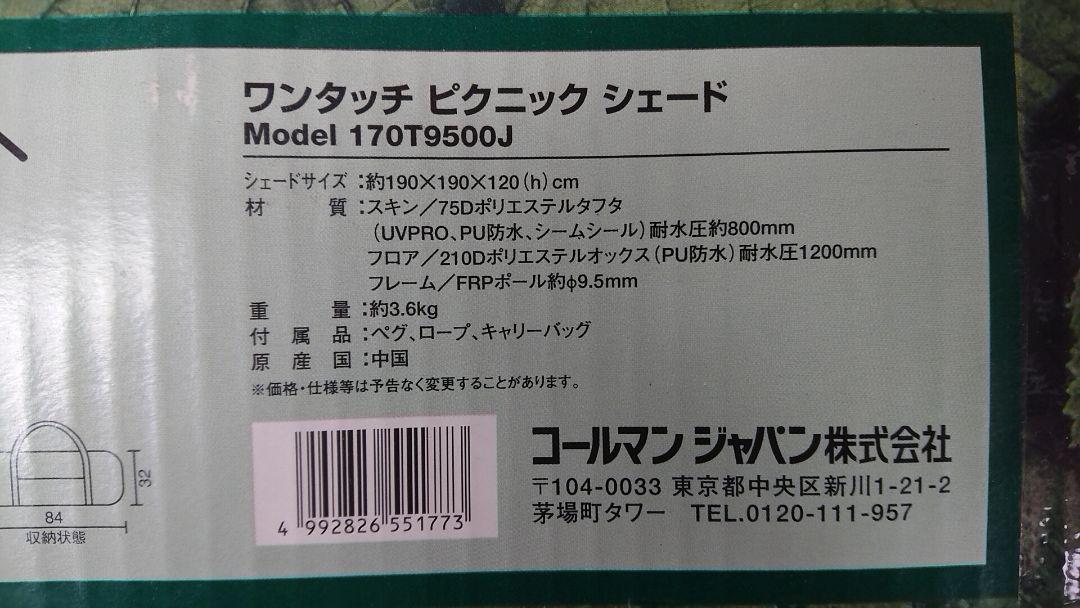 ワンタッチ ピクニック シェード
Model 170T9500J
シェードサイズ：約190×190×120(h)cm
材質：スキン／75Dポリエステルタフタ
（UVPRO、PU防水、シームシール）耐水圧約800mm
フロア／210Dポリエステルオックス（PU防水）耐水圧1200mm
フレーム／FRPポール約φ9.5mm
重量：約3.6kg
付属品：ペグ、ロープ、キャリーバッグ
原産国：中国
※価格・仕様等は予告なく変更することがあります。
32
84
収納状態
4 992826 551773
コールマン ジャパン株式会社
〒104-0033 東京都中央区新川1-21-2
茅場町タワー TEL.0120-111-957